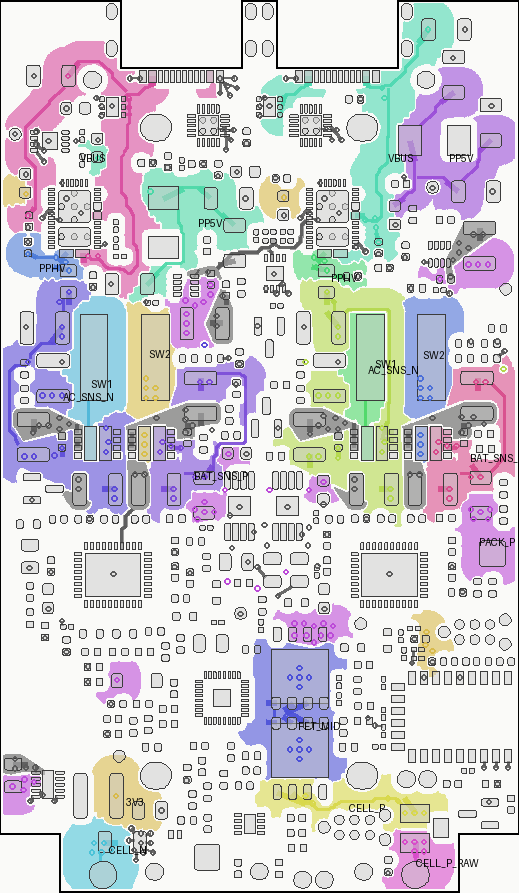 VBUS
VBUS
PP5V
PP5V
PPHV
PPHV
SW1
SW2
AC_SNS_N
SW1
SW2
AC_SNS_N
BAT_SNS_P
BAT_SNS_
PACK_P
FET_MID
3V3
CELL_P
CELL_N
CELL_P_RAW